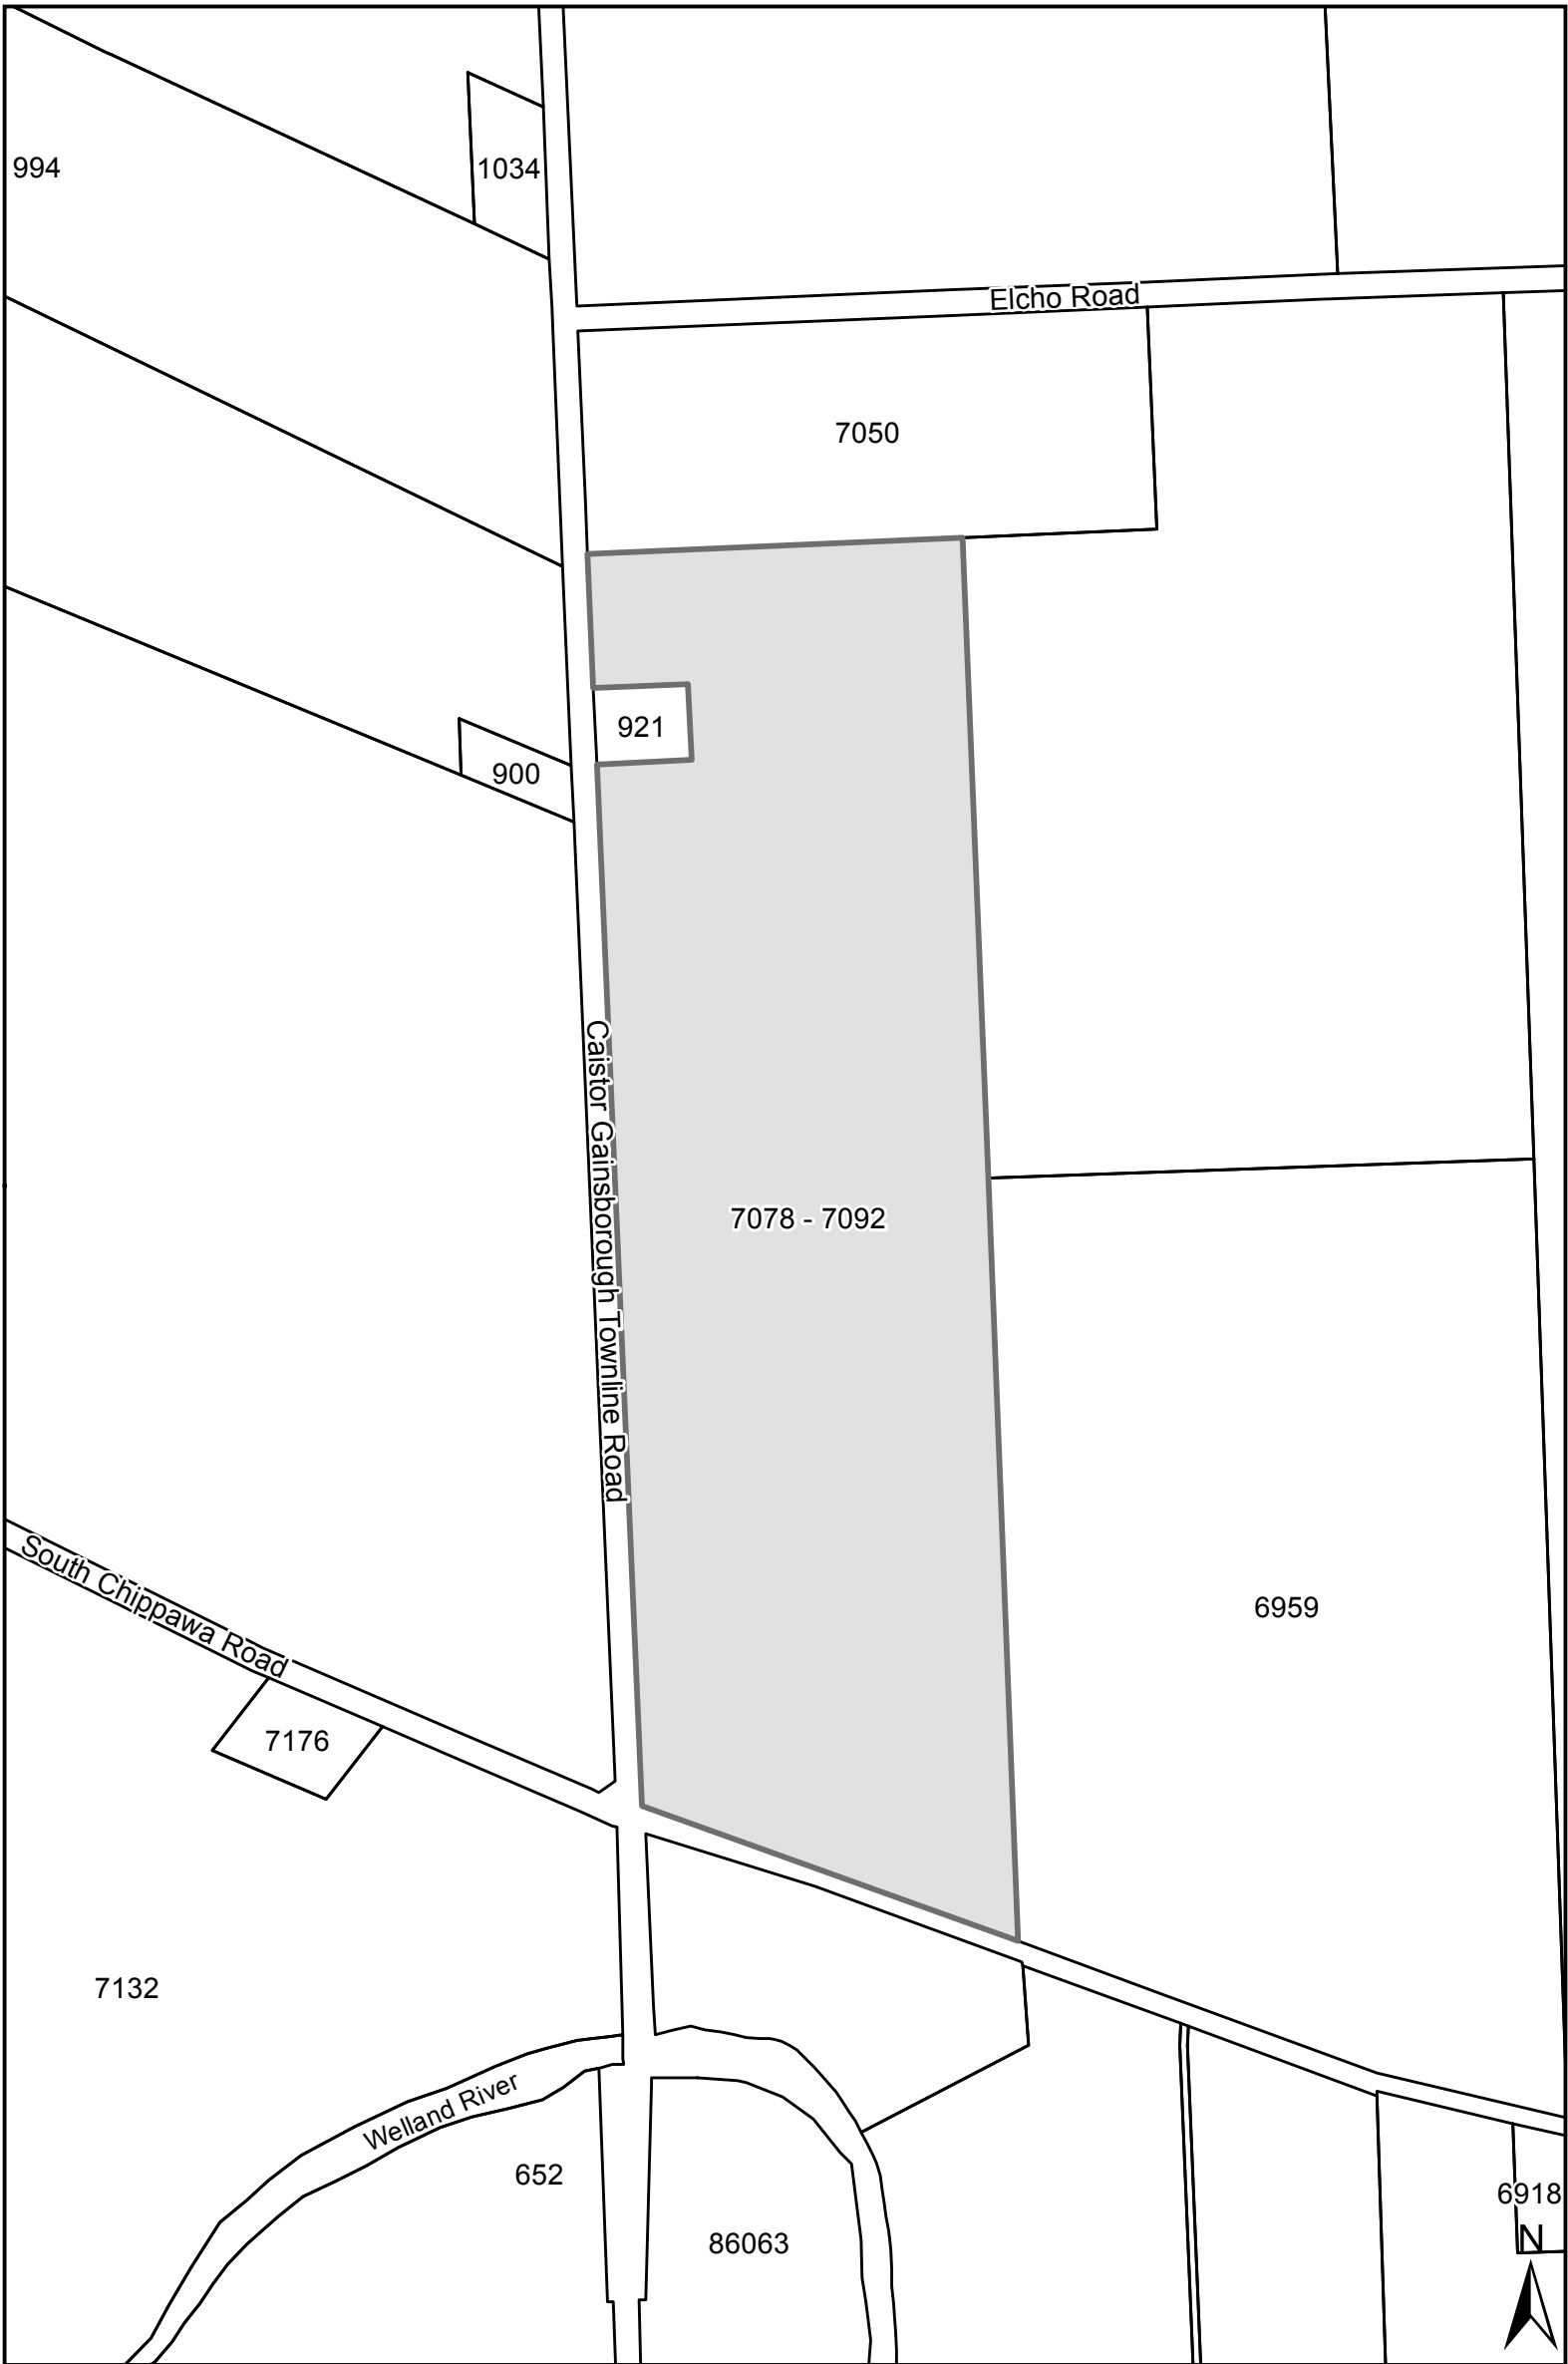 994
1034
Elcho Road
7050
921
900
Caistor Gainsborough Townline Road
7078 - 7092
South Chippawa Road
6959
7176
7132
Welland River
652
86063
6918
N